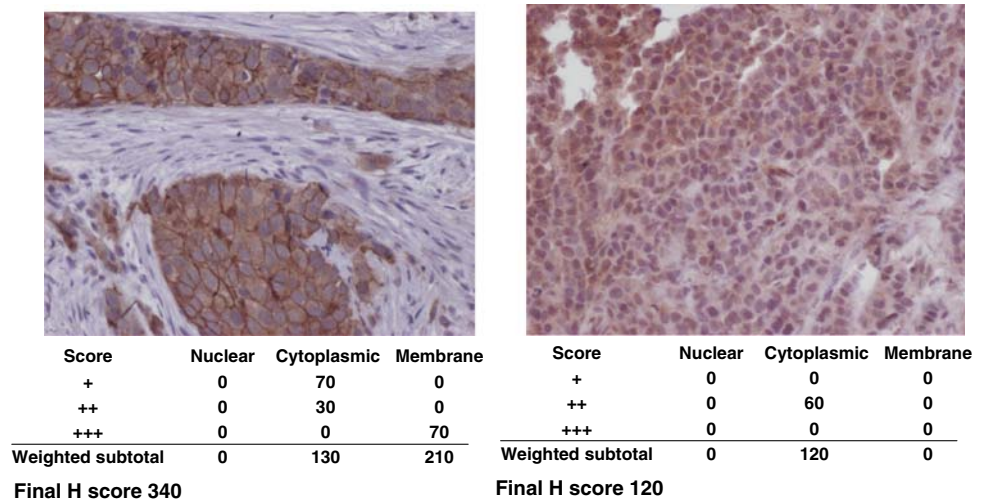 Score Nuclear Cytoplasmic Membrane
+ 0 70 0
++ 0 30 0
+++ 0 0 70
Weighted subtotal 0 130 210
Final H score 340
Score Nuclear Cytoplasmic Membrane
+ 0 0 0
++ 0 60 0
+++ 0 0 0
Weighted subtotal 0 120 0
Final H score 120